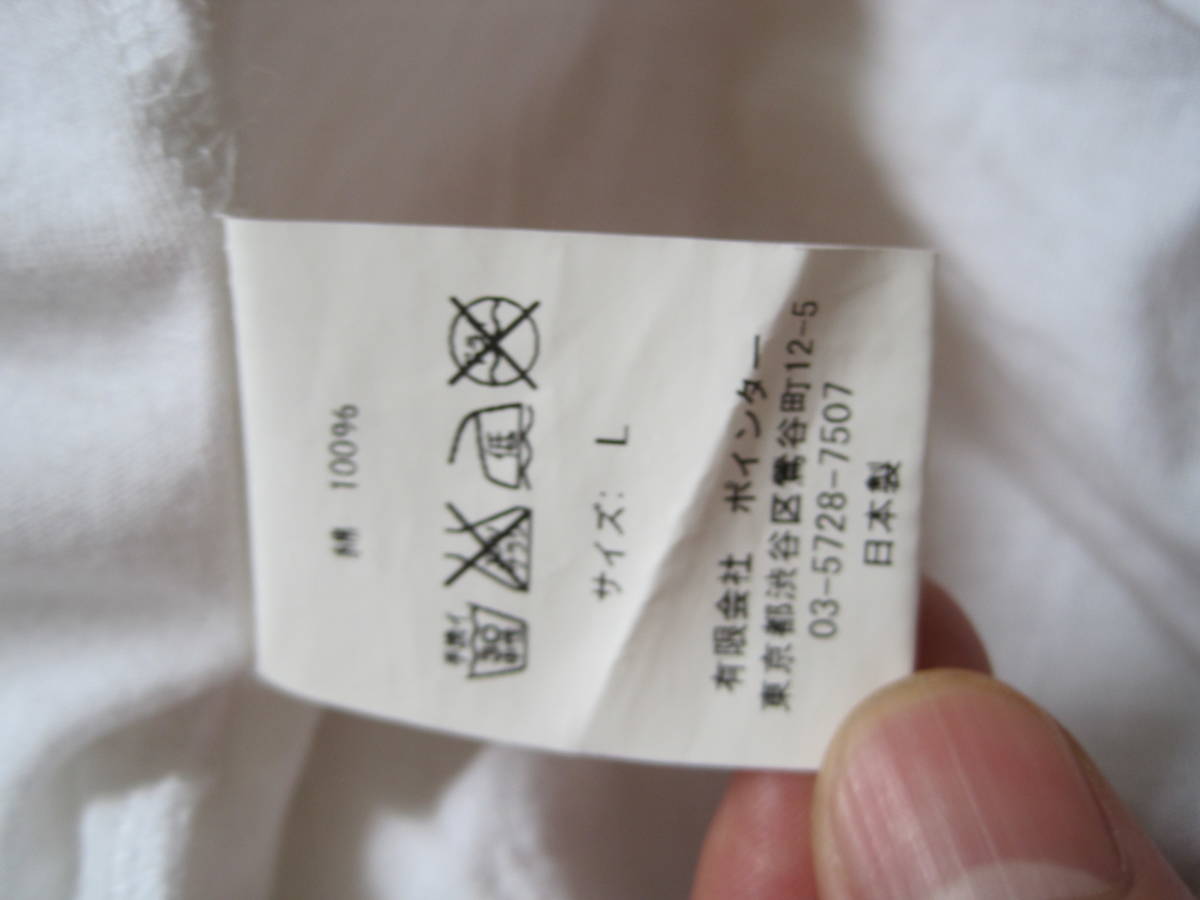 綿 100%
手洗イ 30 中性
低
サイズ: L
有限会社 ポインター
東京都渋谷区鶯谷町12-5
03-5728-7507
日本製